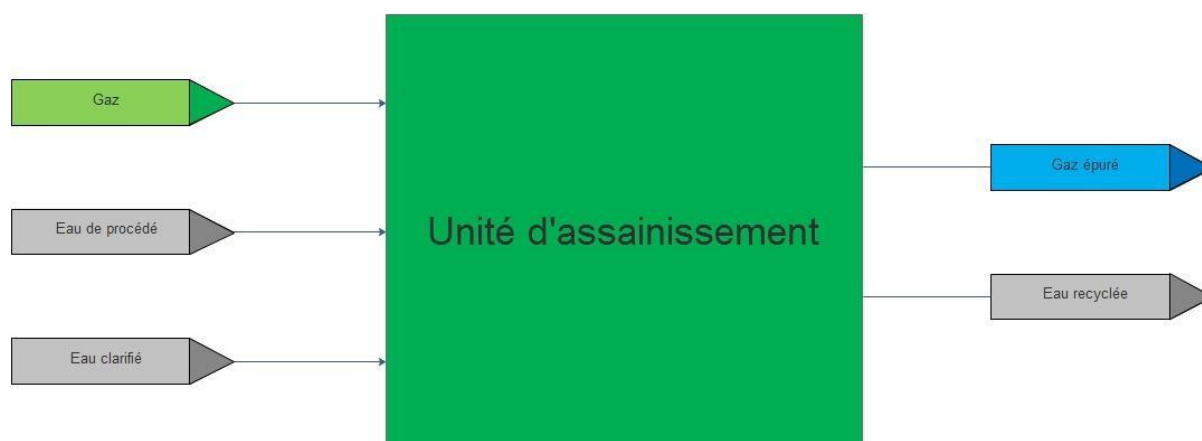 Gaz
Eau de procédé
Eau clarifié
Unité d'assainissement
Gaz épuré
Eau recyclée